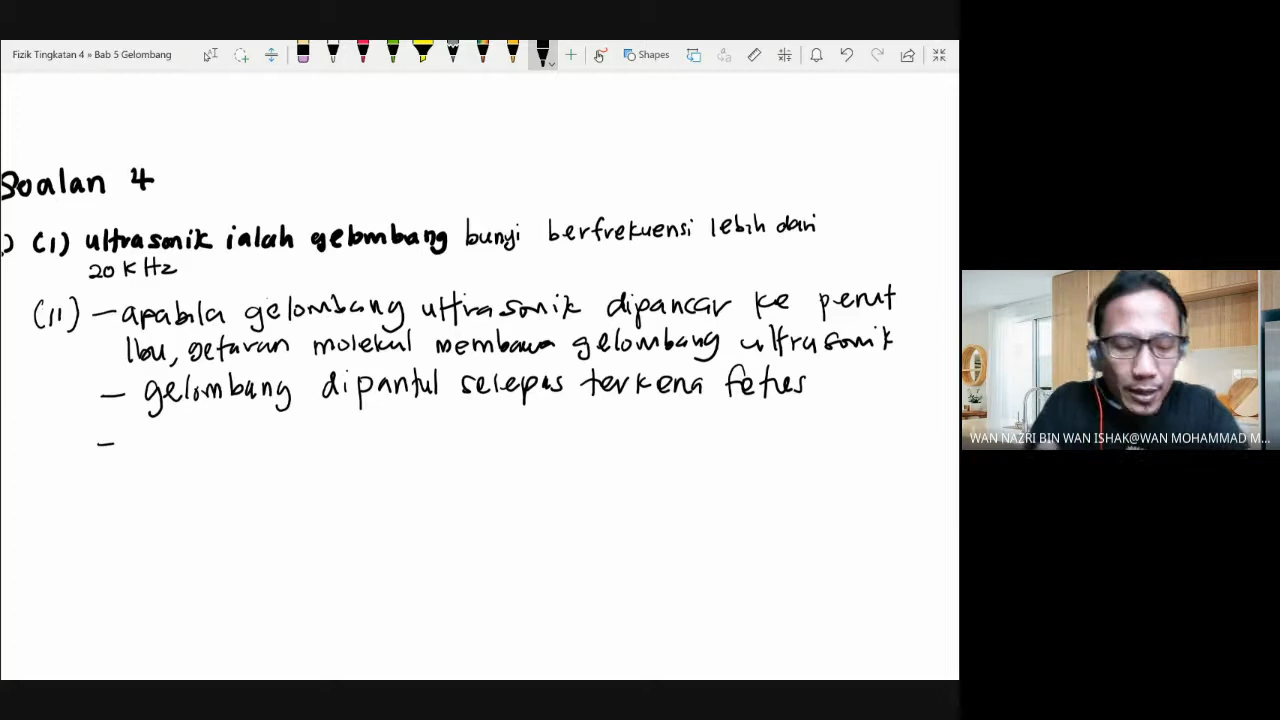 Fizik Tingkatan 4 » Bab 5 Gelombang
Shapes
Soalan 4
) (i) ultrasonik ialah gelombang bunyi berfrekuensi lebih dari
20 KHz
(ii) – apabila gelombang ultrasonik dipancar ke perut
Ibu, getaran molekul membawa gelombang ultrasonik
– gelombang dipantul selepas terkena fetus
–
WAN NAZRI BIN WAN ISHAK@WAN MOHAMMAD M...